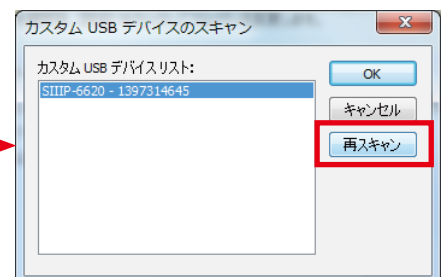 カスタム USB デバイスのスキャン
カスタム USB デバイスリスト:
SIIIP-6620 - 1397314645
OK
キャンセル
再スキャン